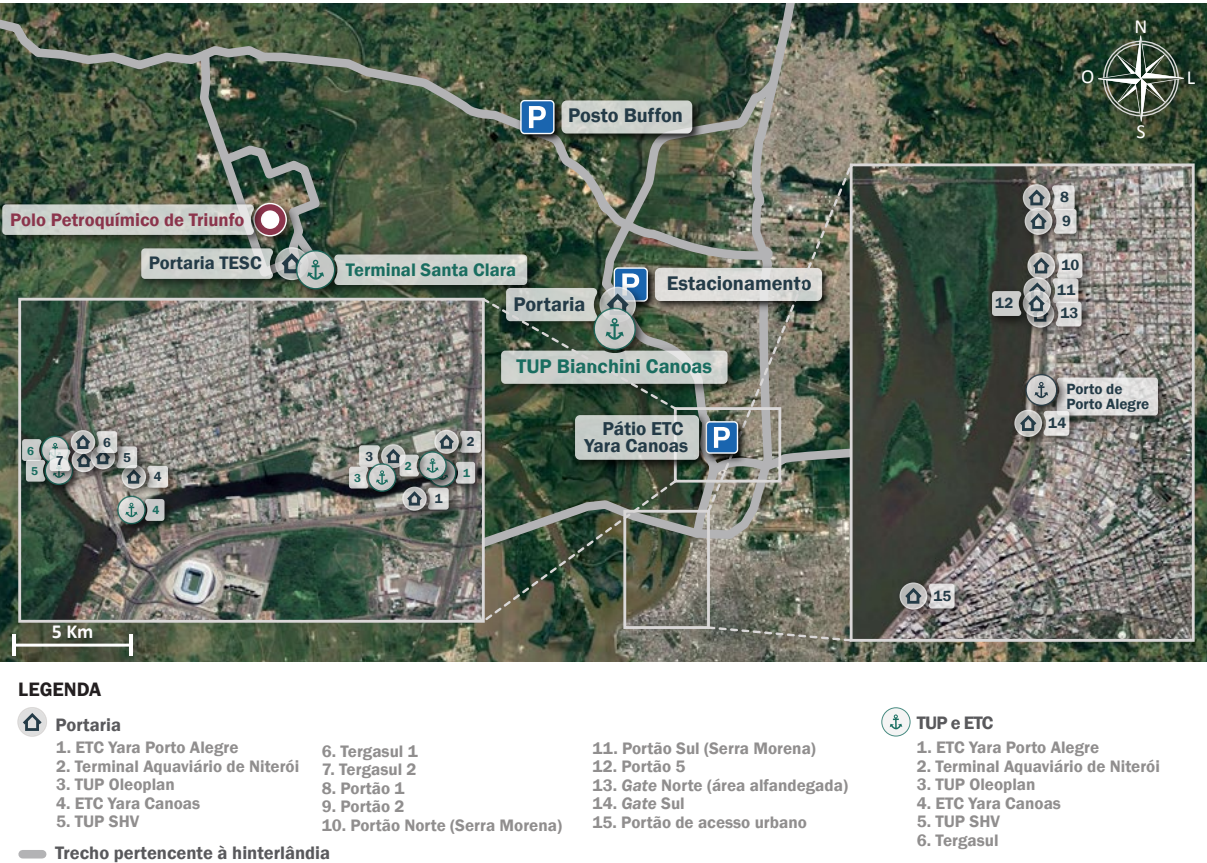 N
O
L
S
P
Posto Buffon
Polo Petroquímico de Triunfo
Portaria TESC
Terminal Santa Clara
P
Estacionamento
Portaria
TUP Bianchini Canoas
Pátio ETC
Yara Canoas
P
6
5
7
6
5
4
4
3
2
3
2
1
1
8
9
10
11
12
13
Porto de
Porto Alegre
14
15
5 Km
LEGENDA
Portaria
1. ETC Yara Porto Alegre
2. Terminal Aquaviário de Niterói
3. TUP Oleoplan
4. ETC Yara Canoas
5. TUP SHV
6. Tergasul 1
7. Tergasul 2
8. Portão 1
9. Portão 2
10. Portão Norte (Serra Morena)
11. Portão Sul (Serra Morena)
12. Portão 5
13. Gate Norte (área alfandegada)
14. Gate Sul
15. Portão de acesso urbano
TUP e ETC
1. ETC Yara Porto Alegre
2. Terminal Aquaviário de Niterói
3. TUP Oleoplan
4. ETC Yara Canoas
5. TUP SHV
6. Tergasul
Trecho pertencente à hinterlândia